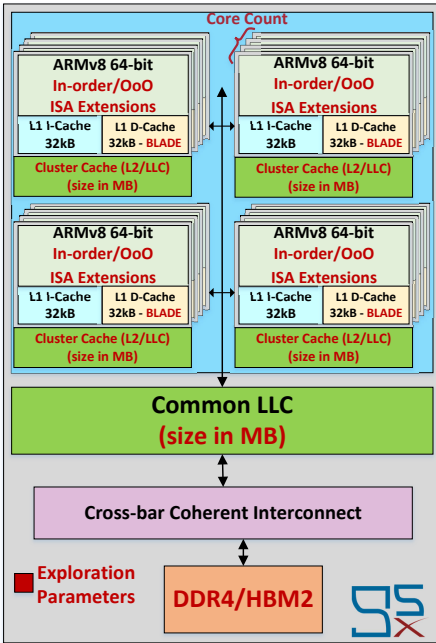 Core Count
ARMv8 64-bit
In-order/OoO
ISA Extensions
L1 I-Cache
32kB
L1 D-Cache
32kB - BLADE
Cluster Cache (L2/LLC)
(size in MB)
ARMv8 64-bit
In-order/OoO
ISA Extensions
L1 I-Cache
32kB
L1 D-Cache
32kB - BLADE
Cluster Cache (L2/LLC)
(size in MB)
ARMv8 64-bit
In-order/OoO
ISA Extensions
L1 I-Cache
32kB
L1 D-Cache
32kB - BLADE
Cluster Cache (L2/LLC)
(size in MB)
ARMv8 64-bit
In-order/OoO
ISA Extensions
L1 I-Cache
32kB
L1 D-Cache
32kB - BLADE
Cluster Cache (L2/LLC)
(size in MB)
Common LLC
(size in MB)
Cross-bar Coherent Interconnect
Exploration
Parameters
DDR4/HBM2
g5x